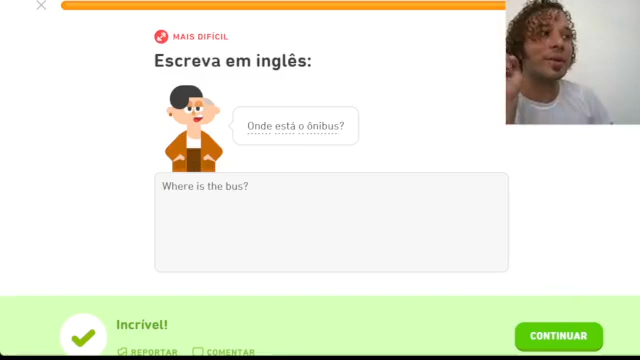 MAIS DIFÍCIL
Escreva em inglês:
Onde está o ônibus?
Where is the bus?
Incrível!
REPORTAR COMENTAR
CONTINUAR